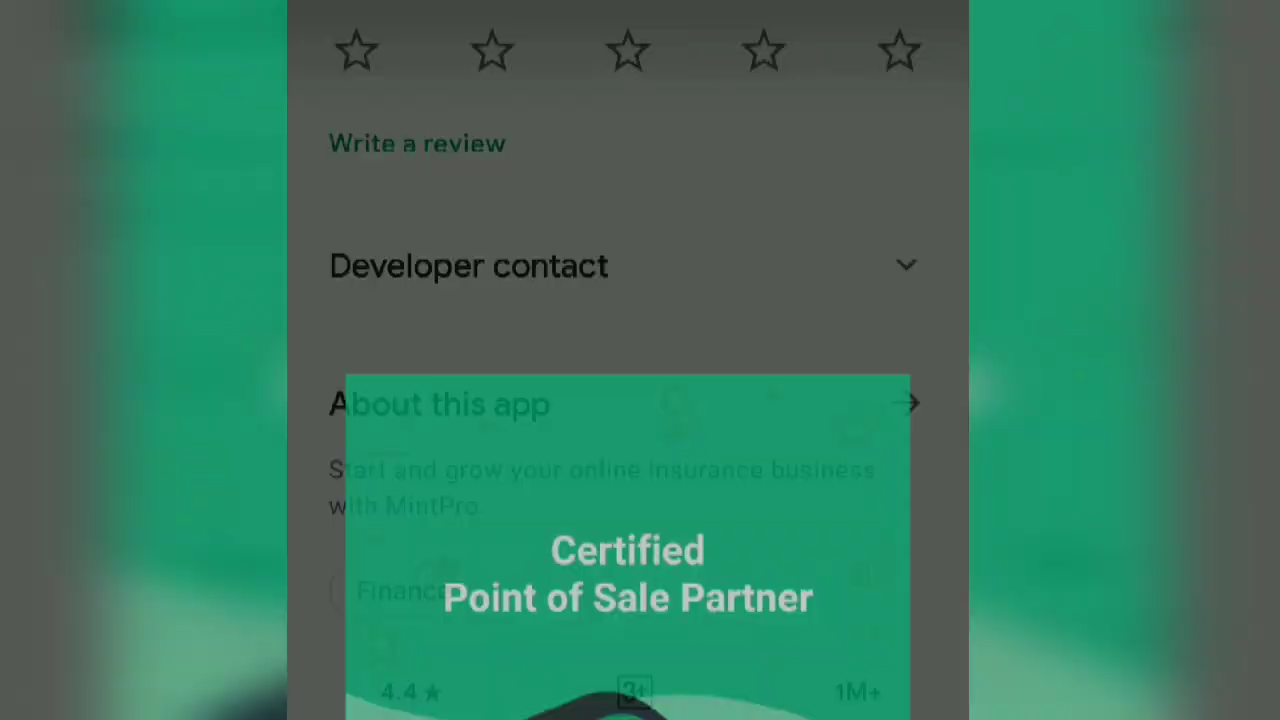 Write a review
Developer contact
About this app
Start and grow your online insurance business
with MintPro
Certified
Finance
Point of Sale Partner
4.4 ★
3+
1M+